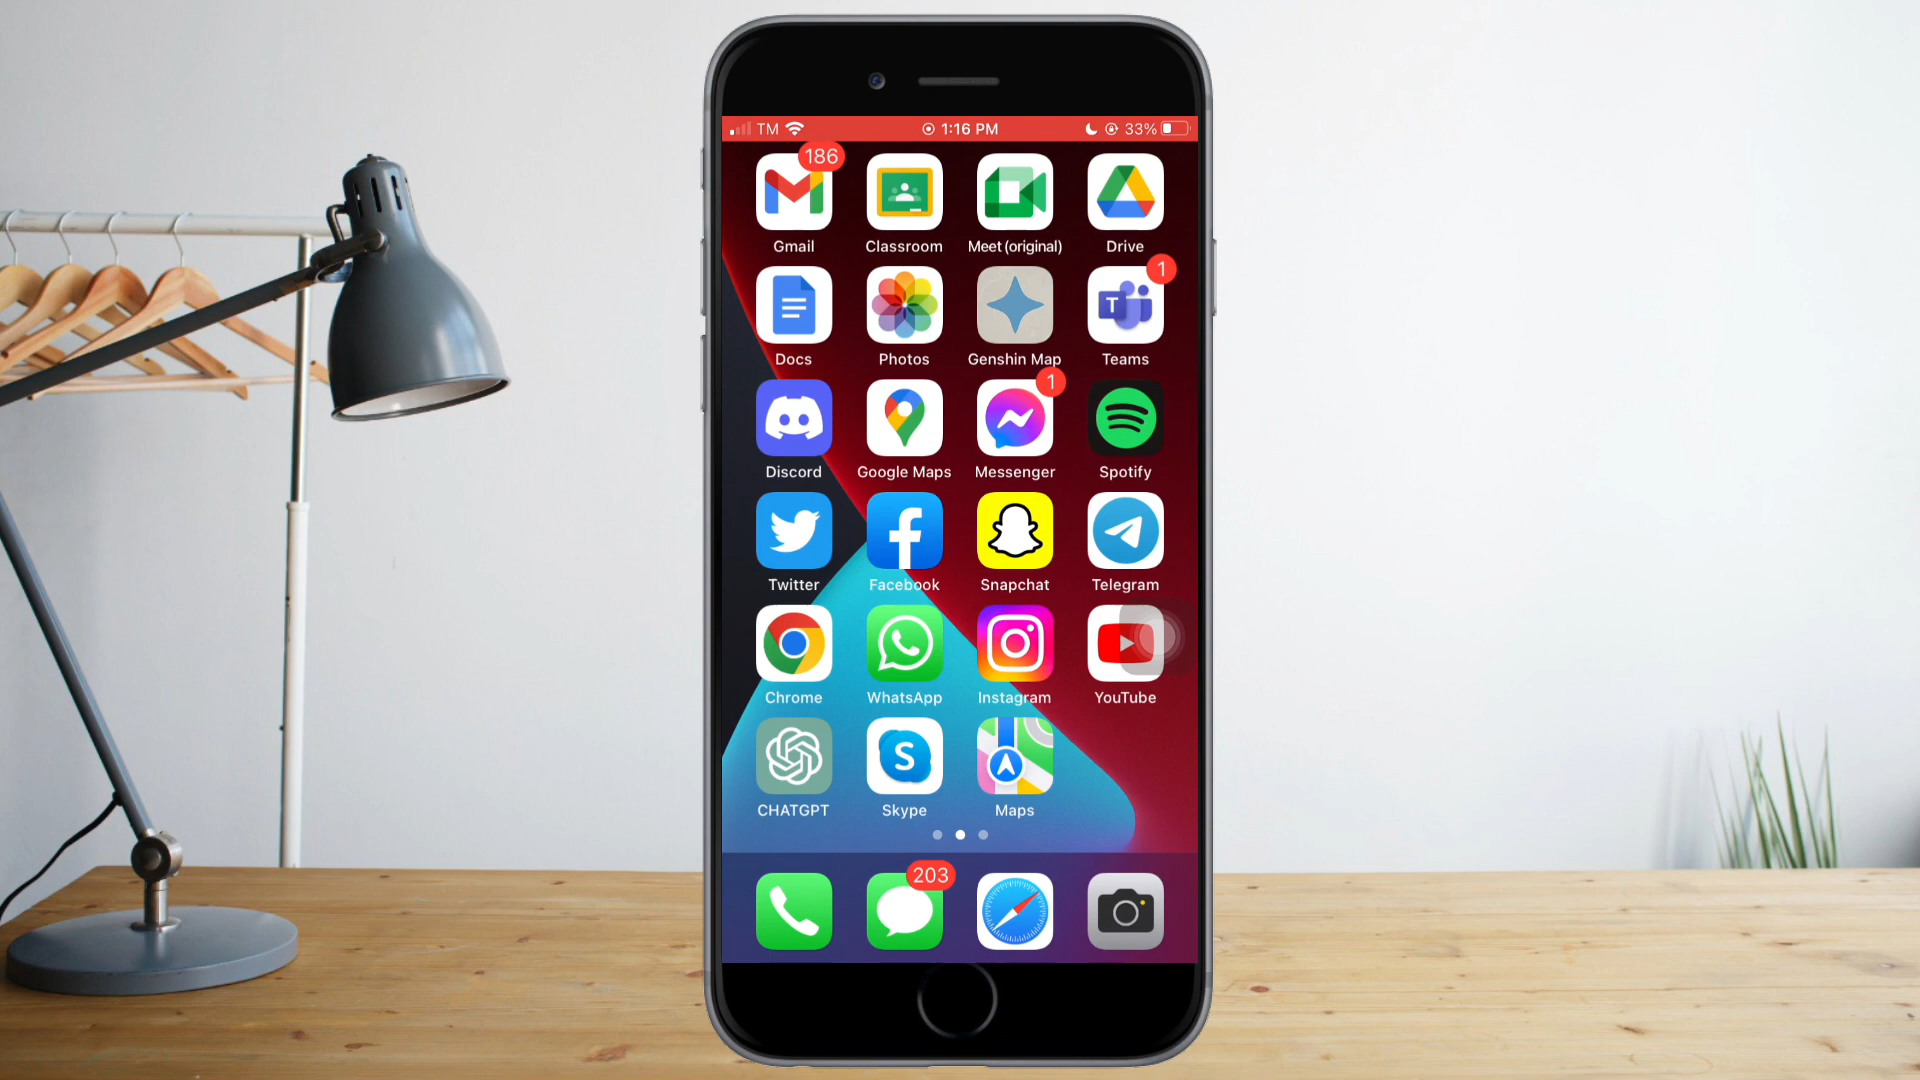 TM 1:16 PM 33%
186
Gmail Classroom Meet (original) Drive
1
T
Docs Photos Genshin Map Teams
1
Discord Google Maps Messenger Spotify
Twitter Facebook Snapchat Telegram
Chrome WhatsApp Instagram YouTube
S
CHATGPT Skype Maps
203